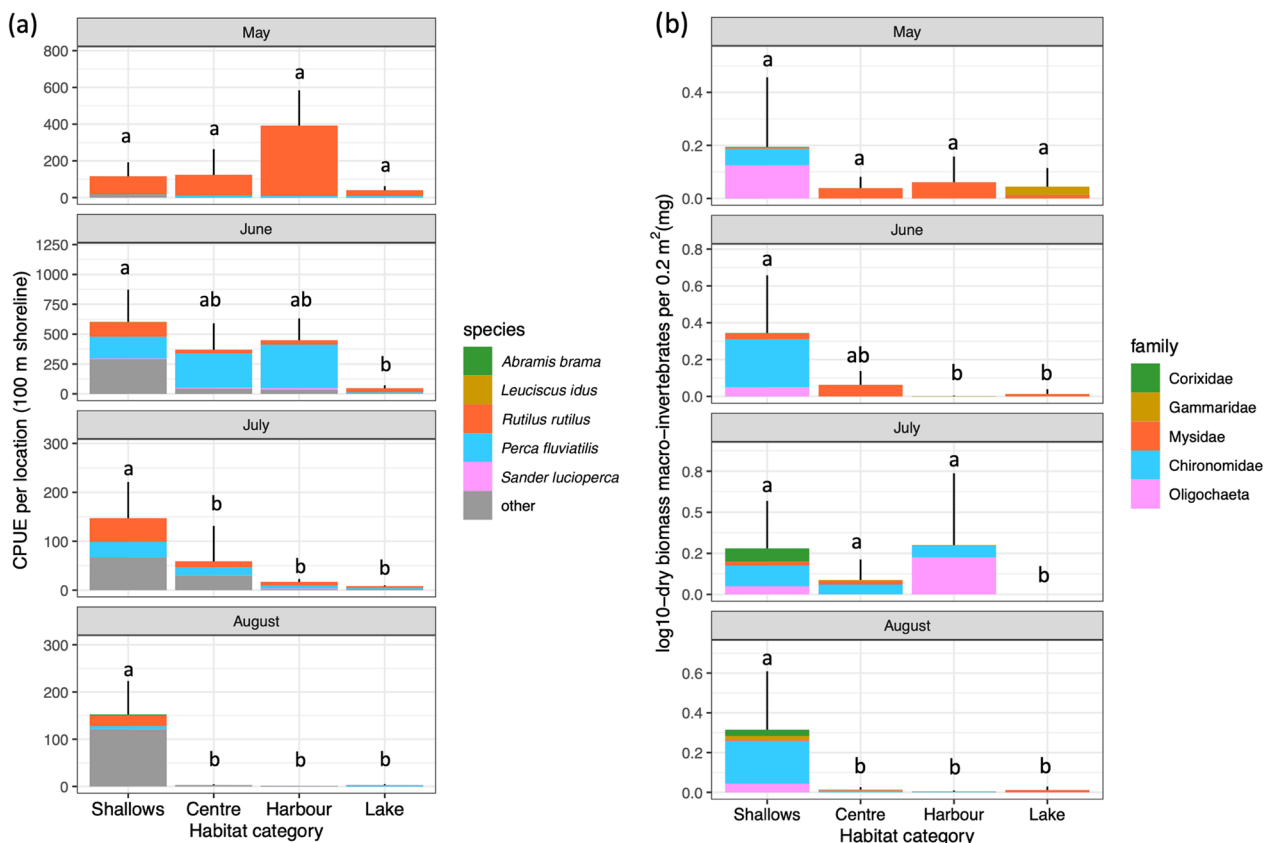 (a)
CPUE per location (100 m shoreline)
May
800
600
400
200
0
a
a
a
a
June
1250
1000
750
500
250
0
a
ab
ab
b
July
300
200
100
0
a
b
b
b
August
300
200
100
0
a
b
b
b
Shallows Centre Harbour Lake
Habitat category
species
Abramis brama
Leuciscus idus
Rutilus rutilus
Perca fluviatilis
Sander lucioperca
other
(b)
log10−dry biomass macro−invertebrates per 0.2 m2(mg)
May
0.4
0.2
0.0
a
a
a
a
June
0.8
0.6
0.4
0.2
0.0
a
ab
b
b
July
0.8
0.5
0.2
0.0
a
a
a
b
August
0.6
0.4
0.2
0.0
a
b
b
b
Shallows Centre Harbour Lake
Habitat category
family
Corixidae
Gammaridae
Mysidae
Chironomidae
Oligochaeta